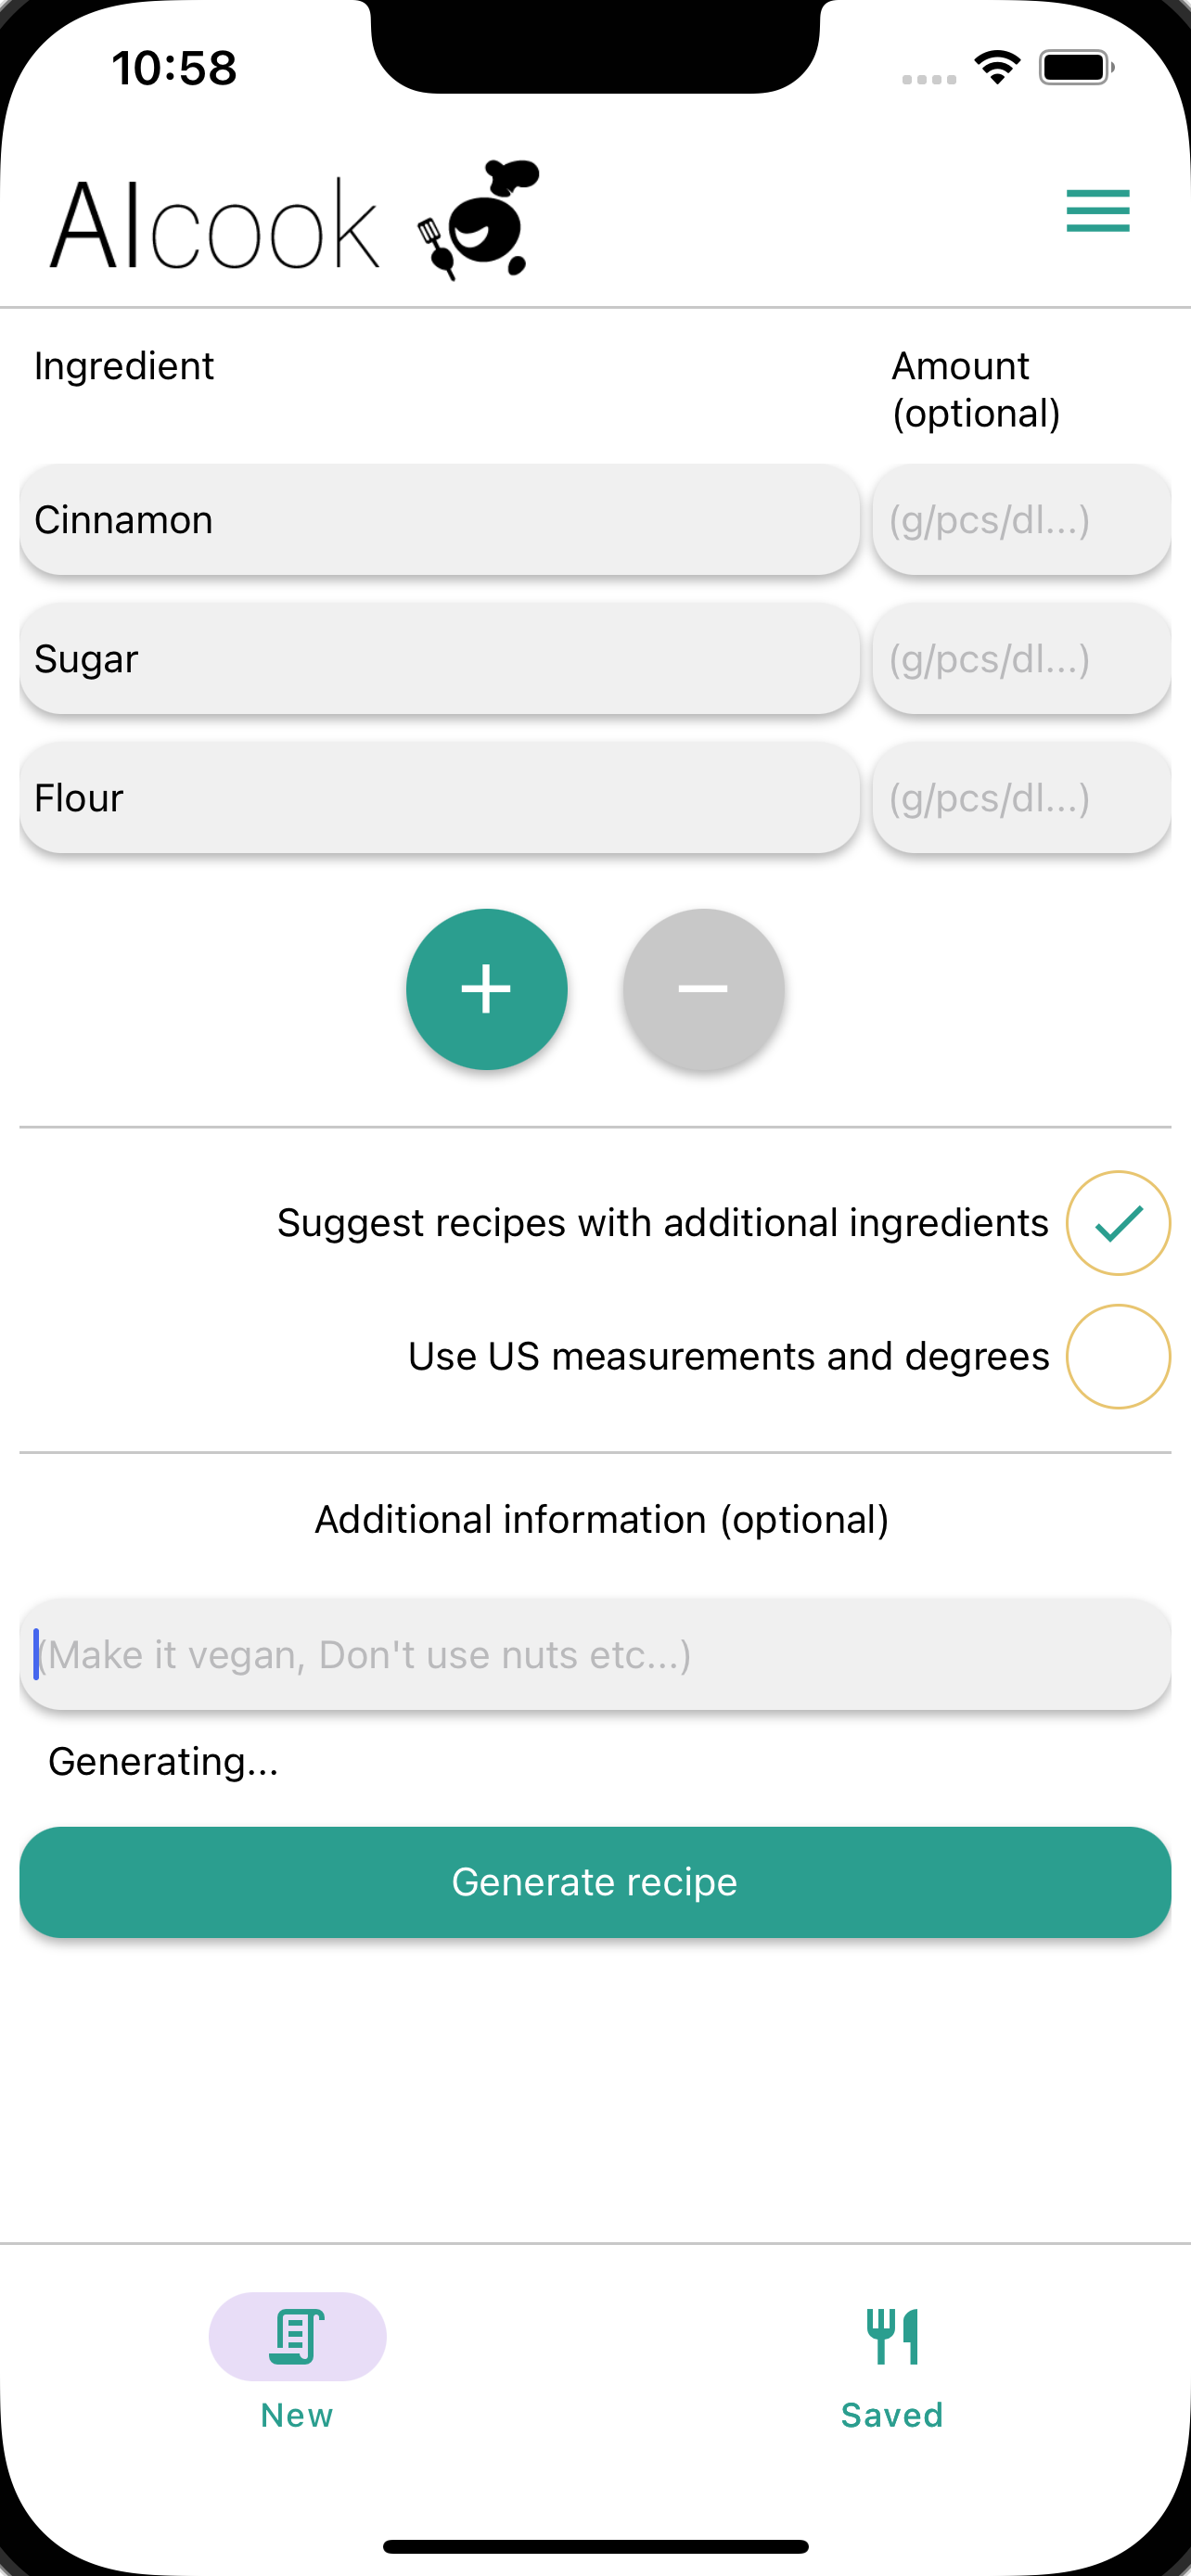 10:58
AIcook
Ingredient
Amount
(optional)
Cinnamon
(g/pcs/dl...)
Sugar
(g/pcs/dl...)
Flour
(g/pcs/dl...)
Suggest recipes with additional ingredients
Use US measurements and degrees
Additional information (optional)
(Make it vegan, Don't use nuts etc...)
Generating...
Generate recipe
New
Saved